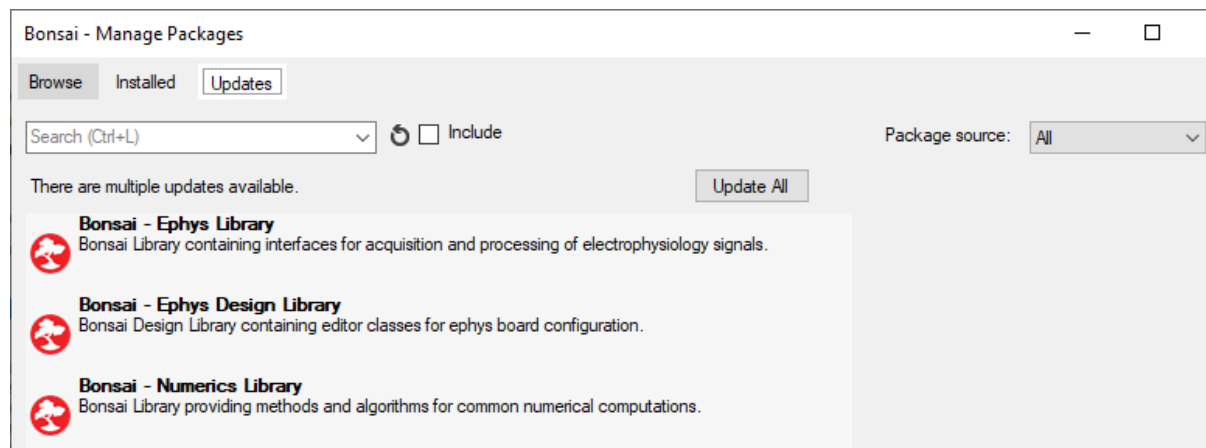 Bonsai - Manage Packages
Browse Installed Updates
Search (Ctrl+L) Include Package source: All
There are multiple updates available. Update All
Bonsai - Ephys Library
Bonsai Library containing interfaces for acquisition and processing of electrophysiology signals.
Bonsai - Ephys Design Library
Bonsai Design Library containing editor classes for ephys board configuration.
Bonsai - Numerics Library
Bonsai Library providing methods and algorithms for common numerical computations.